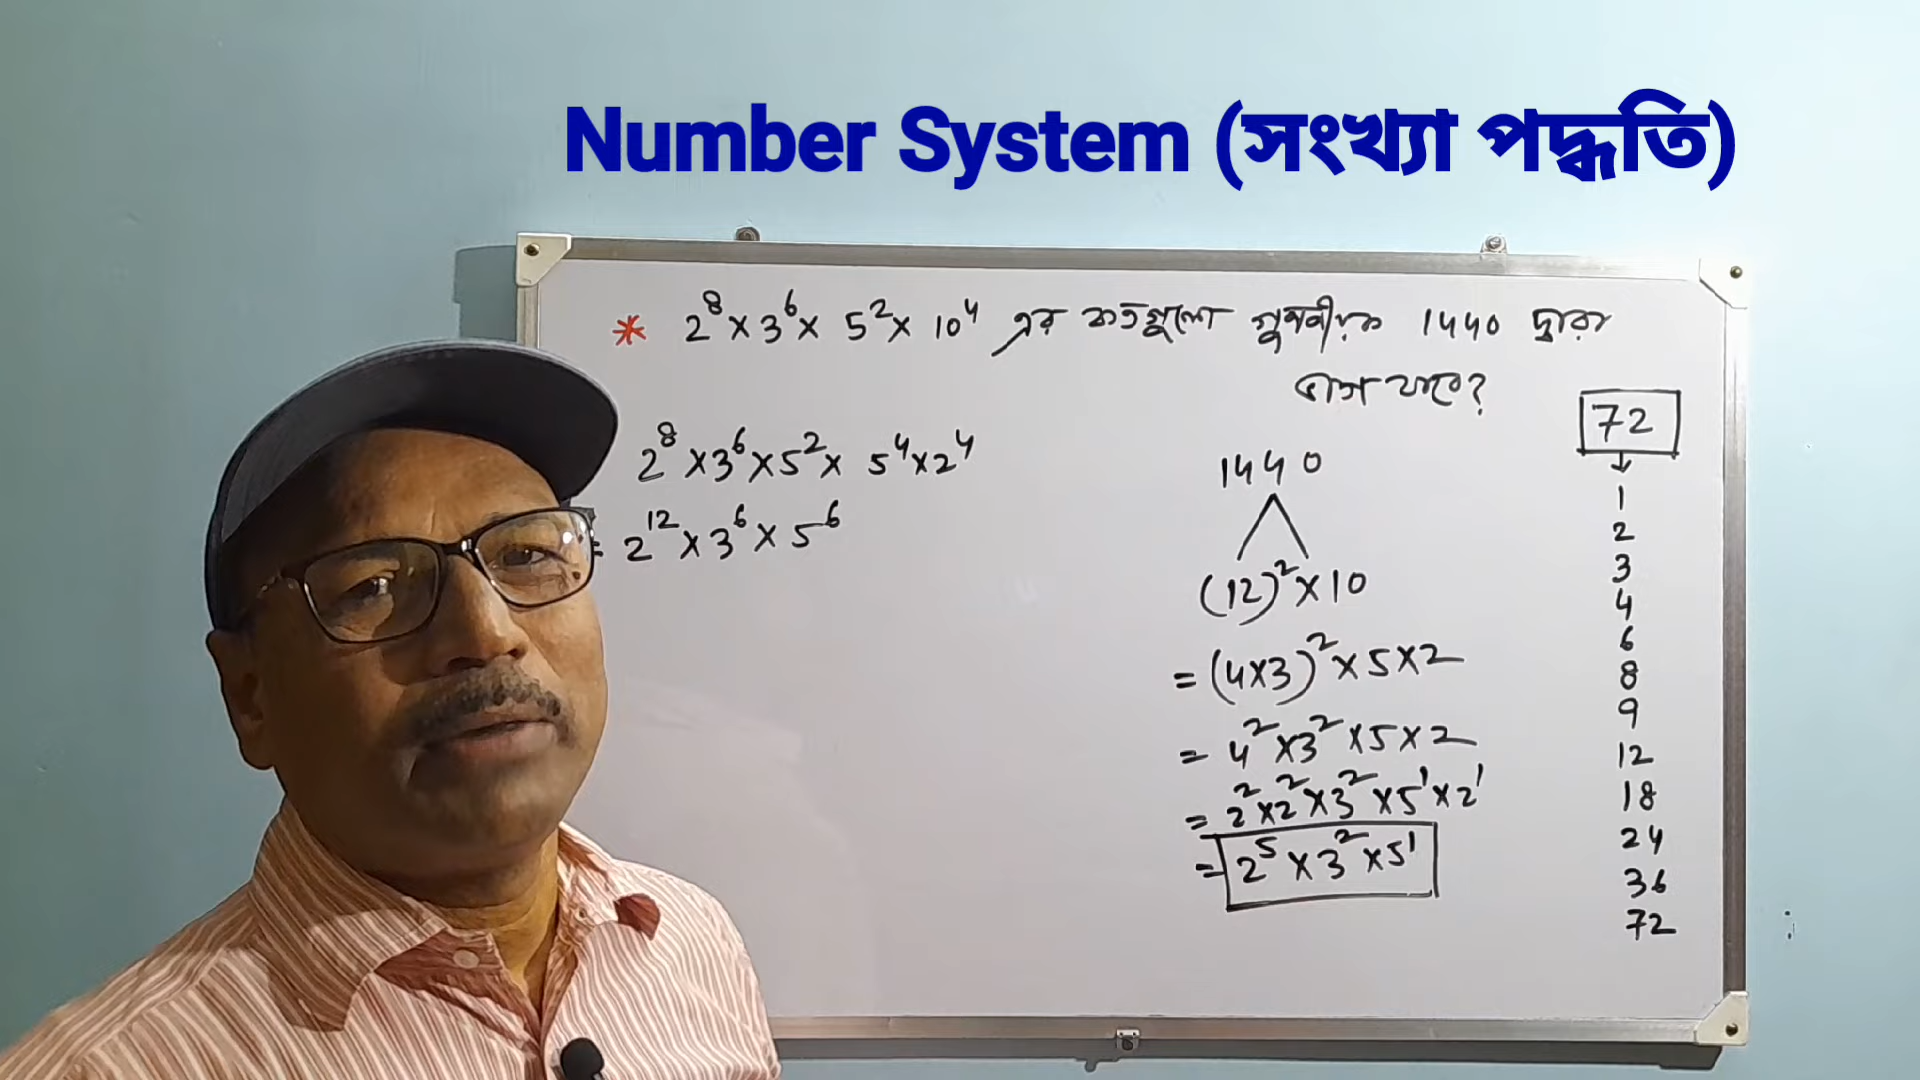 Number System (সংখ্যা পদ্ধতি)
* 2⁸ × 3⁶ × 5² × 10⁴ এর কতগুলো গুণনীয়ক 1440 দ্বারা
ভাগ যাবে?
2⁸ × 3⁶ × 5² × 5⁴ × 2⁴
= 2¹² × 3⁶ × 5⁶
1440
(12)² × 10
= (4×3)² × 5 × 2
= 4² × 3² × 5 × 2
= 2² × 2² × 3² × 5¹ × 2¹
= 2⁵ × 3² × 5¹
72
↓
1
2
3
4
6
8
9
12
18
24
36
72